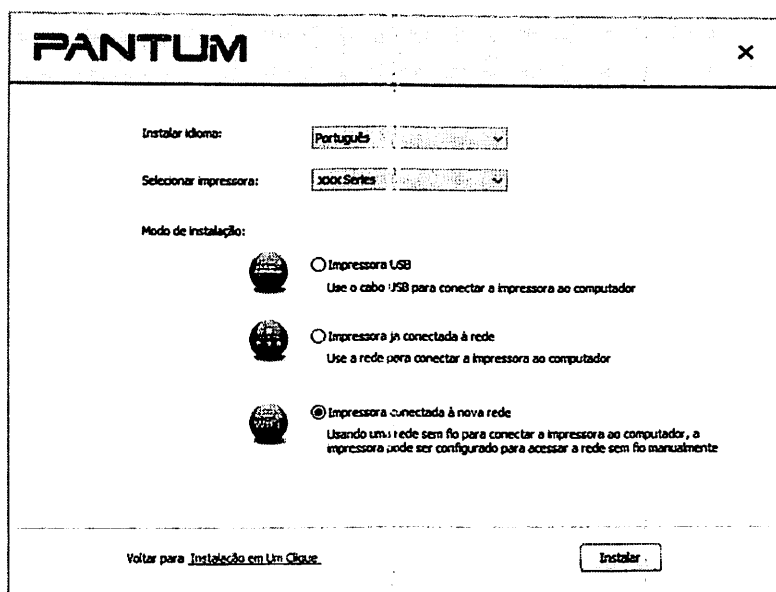 PANTUM
Instalar idioma: Português
Selecionar impressora: xxx Series
Modo de instalação:
Impressora USB
Use o cabo USB para conectar a impressora ao computador
Impressora já conectada à rede
Use a rede para conectar a impressora ao computador
WiFi
Impressora conectada à nova rede
Usando uma rede sem fio para conectar a impressora ao computador, a
impressora pode ser configurado para acessar a rede sem fio manualmente
Voltar para Instalação em Um Clique
Instalar